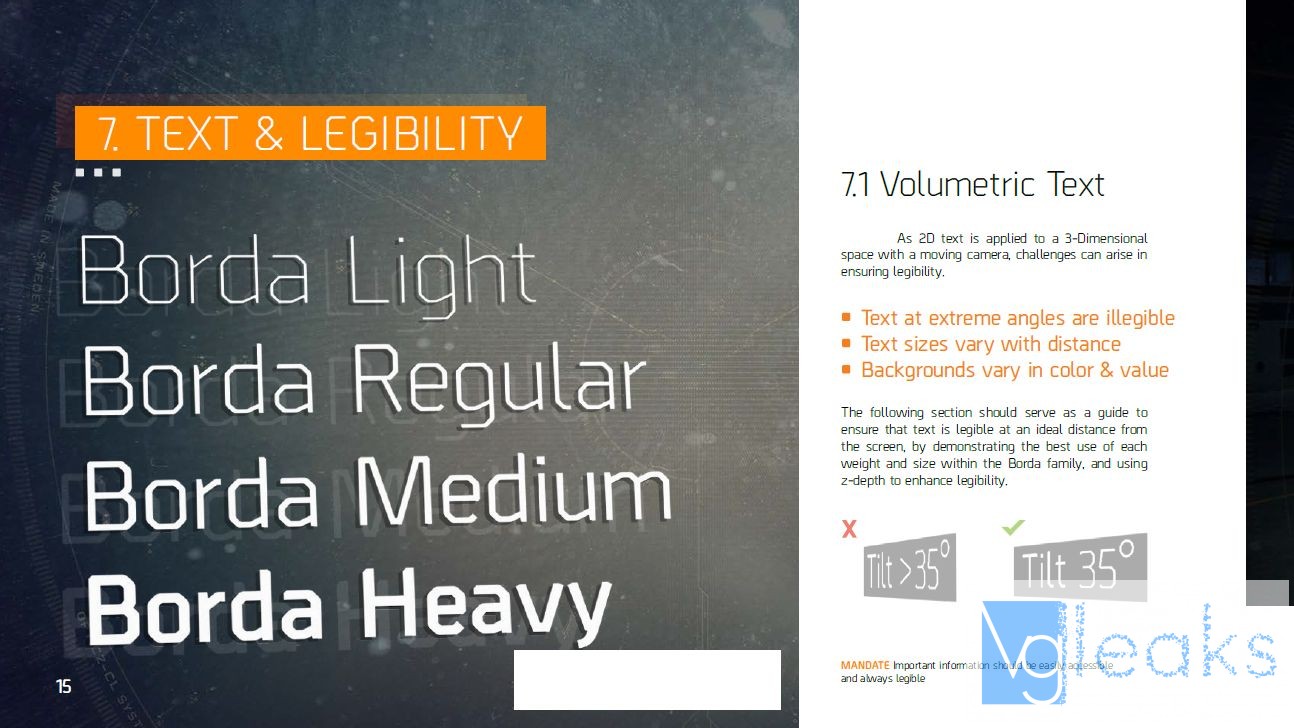 7. TEXT & LEGIBILITY
MADE IN SWEDEN
Borda Light
Borda Regular
Borda Medium
Borda Heavy
15
7.1 Volumetric Text
As 2D text is applied to a 3-Dimensional
space with a moving camera, challenges can arise in
ensuring legibility.
Text at extreme angles are illegible
Text sizes vary with distance
Backgrounds vary in color & value
The following section should serve as a guide to
ensure that text is legible at an ideal distance from
the screen, by demonstrating the best use of each
weight and size within the Borda family, and using
z-depth to enhance legibility.
X
Tilt >35°
Tilt 35°
MANDATE Important information should be easily accessible
and always legible
Vgleaks